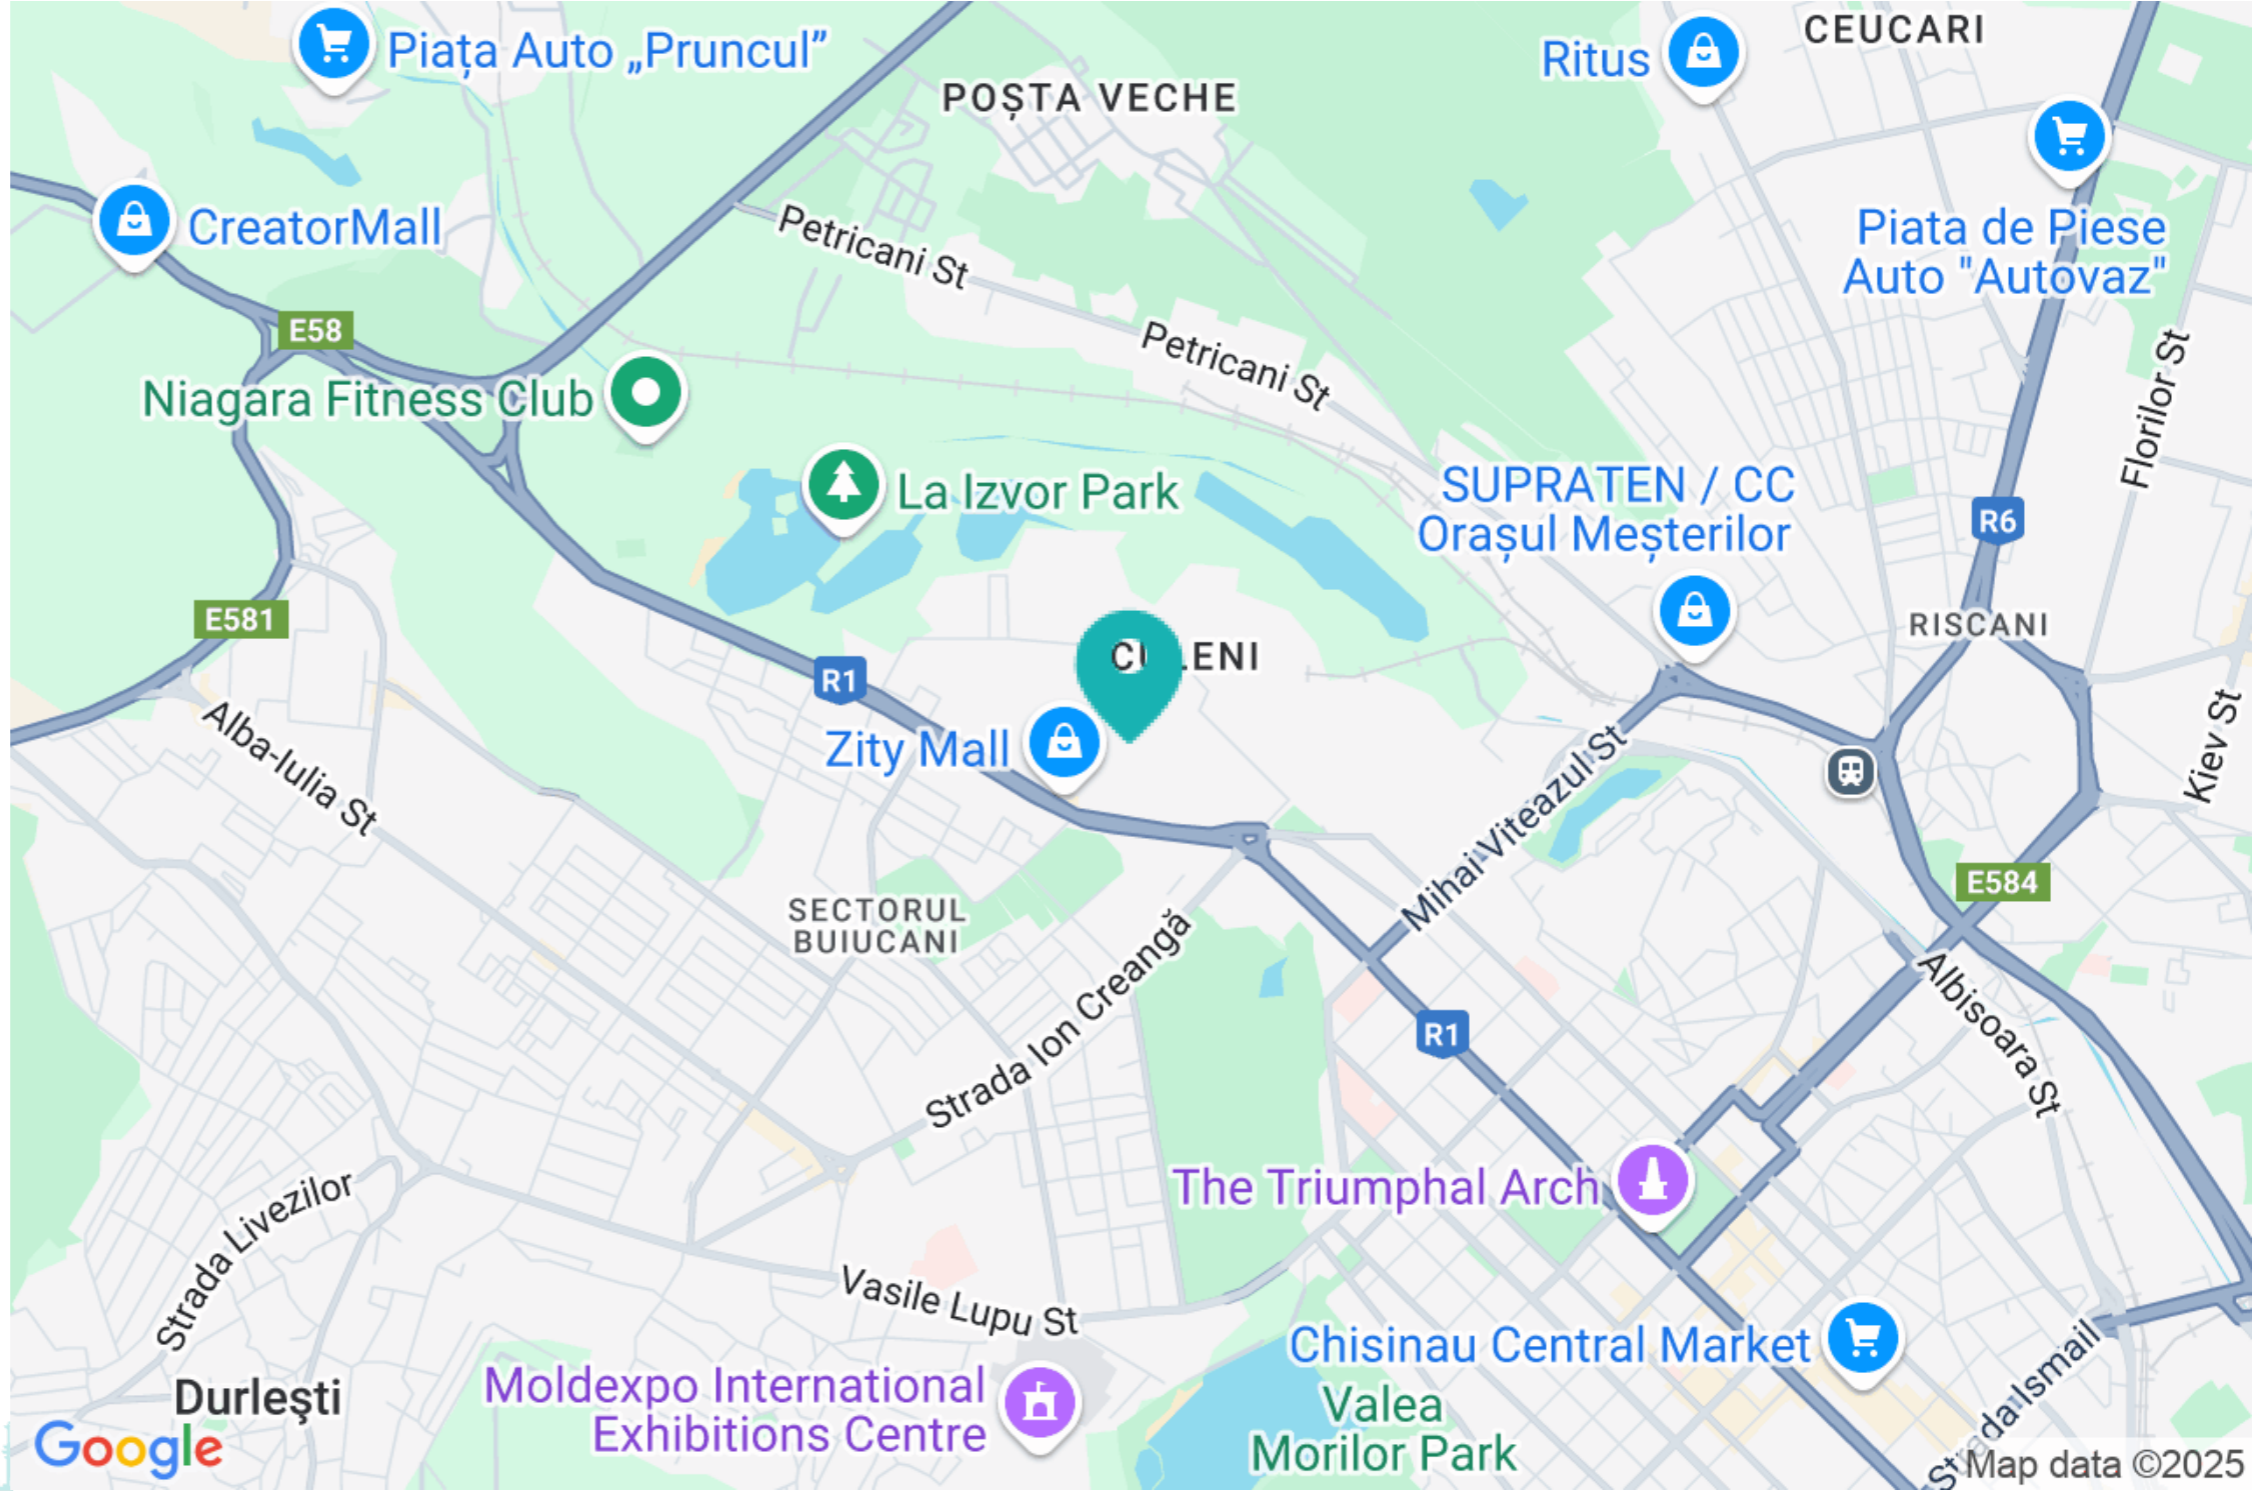 CEUCARI
Piața Auto „Pruncul”
Ritus
POȘTA VECHE
CreatorMall
Petricani St
Piata de Piese
Auto "Autovaz"
E58
Petricani St
Niagara Fitness Club
Florilor St
La Izvor Park
SUPRATEN / CC
Orașul Meșterilor
R6
E581
RISCANI
R1
Zity Mall
Alba-Iulia St
Kiev St
Mihai Viteazul St
E584
SECTORUL
BUIUCANI
Strada Ion Creangă
R1
Albisoara St
The Triumphal Arch
Strada Livezilor
Vasile Lupu St
Chisinau Central Market
Moldexpo International
Exhibitions Centre
Durleşti
Valea
Morilor Park
Strada Ismail
Google
Map data ©2025